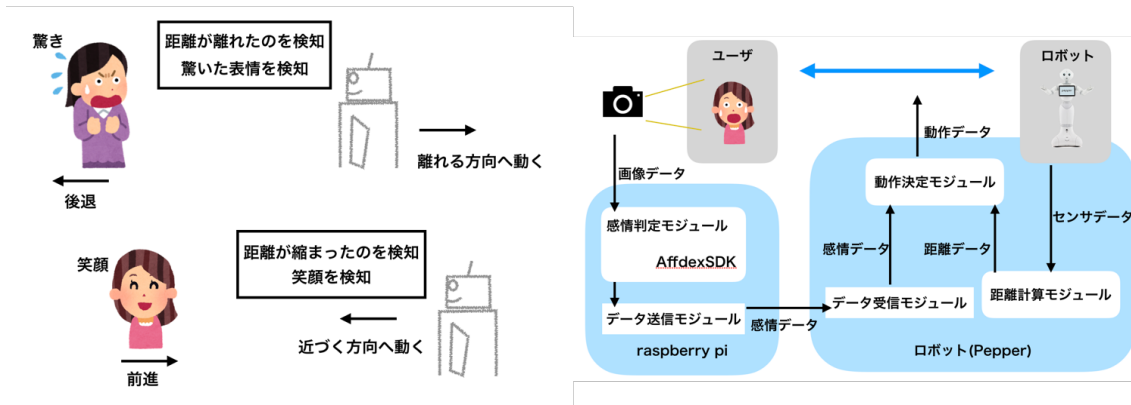 驚き
距離が離れたのを検知
驚いた表情を検知
離れる方向へ動く
後退
笑顔
距離が縮まったのを検知
笑顔を検知
近づく方向へ動く
前進
ユーザ
ロボット
動作データ
画像データ
動作決定モジュール
感情判定モジュール
AffdexSDK
感情データ
距離データ
センサデータ
データ送信モジュール
感情データ
データ受信モジュール
距離計算モジュール
raspberry pi
ロボット(Pepper)